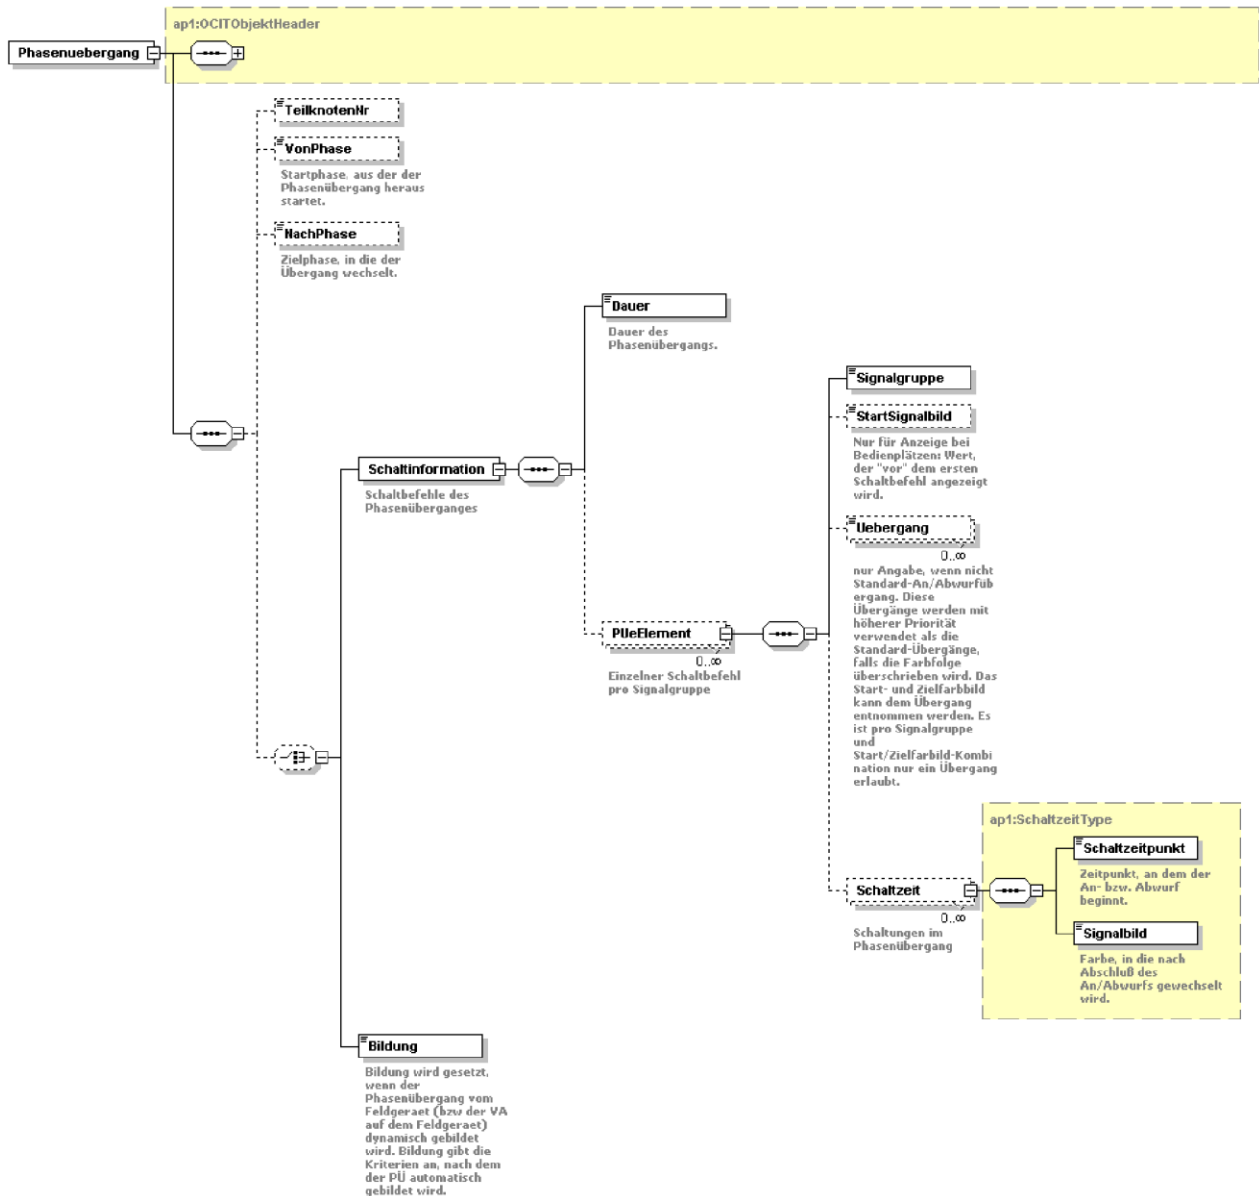 ap1:OCITObjektHeader
Phasenuebergang
TeilknotenNr
VonPhase
Startphase, aus der der
Phasenübergang heraus
startet.
NachPhase
Zielphase, in die der
Übergang wechselt.
Dauer
Dauer des
Phasenübergangs.
Signalgruppe
StartSignalbild
Nur für Anzeige bei
Bedienplätzen: Wert,
der "vor" dem ersten
Schaltbefehl angezeigt
wird.
Schaltinformation
Schaltbefehle des
Phasenüberganges
Uebergang
0..∞
nur Angabe, wenn nicht
Standard-An/Abwurfüb
ergang. Diese
Übergänge werden mit
höherer Priorität
verwendet als die
Standard-Übergänge,
falls die Farbfolge
überschrieben wird. Das
Start- und Zielfarbbild
kann dem Übergang
entnommen werden. Es
ist pro Signalgruppe
und
Start/Zielfarbild-Kombi
nation nur ein Übergang
erlaubt.
PUeElement
0..∞
Einzelner Schaltbefehl
pro Signalgruppe
ap1:SchaltzeitType
Schaltzeit
0..∞
Schaltungen im
Phasenübergang
Schaltzeitpunkt
Zeitpunkt, an dem der
An- bzw. Abwurf
beginnt.
Signalbild
Farbe, in die nach
Abschluß des
An/Abwurfs gewechselt
wird.
Bildung
Bildung wird gesetzt,
wenn der
Phasenübergang vom
Feldgeraet (bzw der VA
auf dem Feldgeraet)
dynamisch gebildet
wird. Bildung gibt die
Kriterien an, nach dem
der PÜ automatisch
gebildet wird.